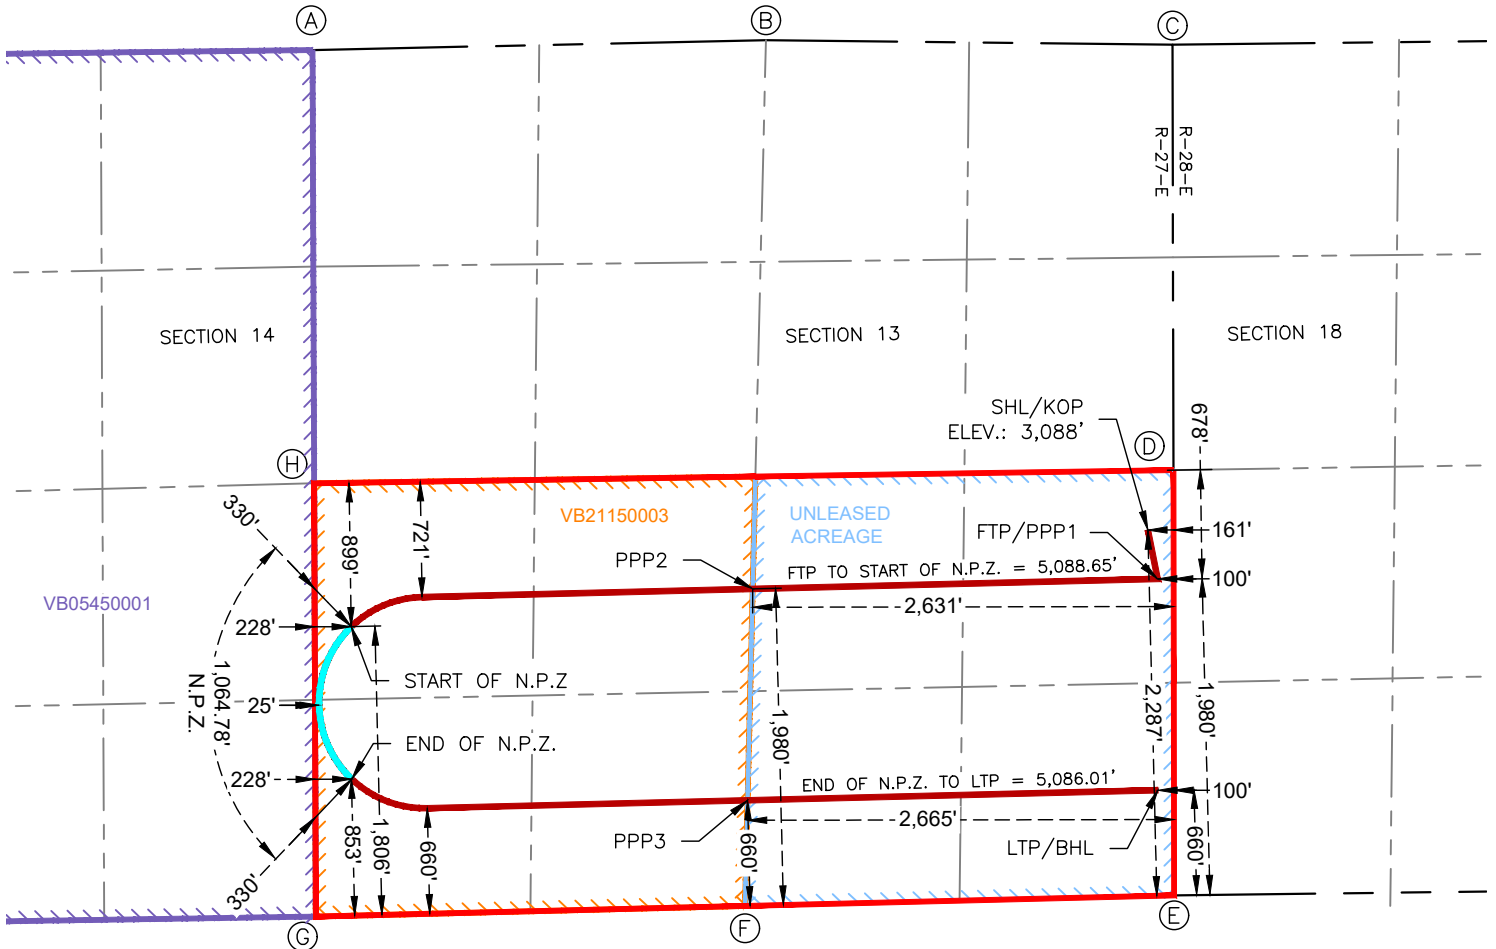 A
B
C
R-28-E
R-27-E
SECTION 14
SECTION 13
SECTION 18
SHL/KOP
ELEV.: 3,088'
678'
D
H
330'
899'
721'
VB21150003
UNLEASED
ACREAGE
FTP/PPP1
161'
PPP2
FTP TO START OF N.P.Z. = 5,088.65'
100'
VB05450001
2,631'
228'
START OF N.P.Z
1,064.78'
N.P.Z.
25'
1,980'
2,287'
1,980'
END OF N.P.Z.
228'
END OF N.P.Z. TO LTP = 5,086.01'
100'
2,665'
PPP3
LTP/BHL
853'
1,806'
660'
660'
660'
330'
G
F
E